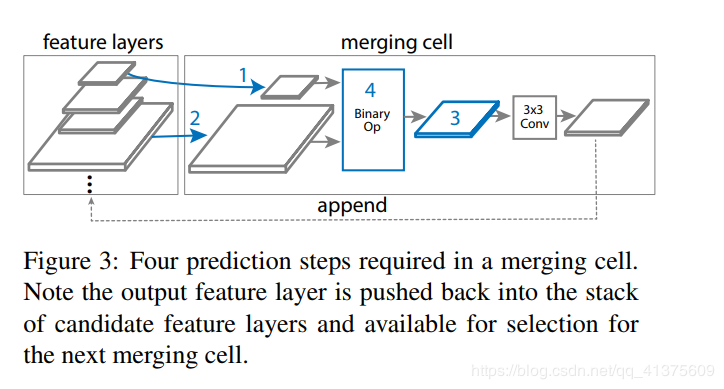 feature layers
merging cell
1
2
4
Binary
Op
3
3x3
Conv
append
Figure 3: Four prediction steps required in a merging cell.
Note the output feature layer is pushed back into the stack
of candidate feature layers and available for selection for
the next merging cell.
https://blog.csdn.net/qq_41375609